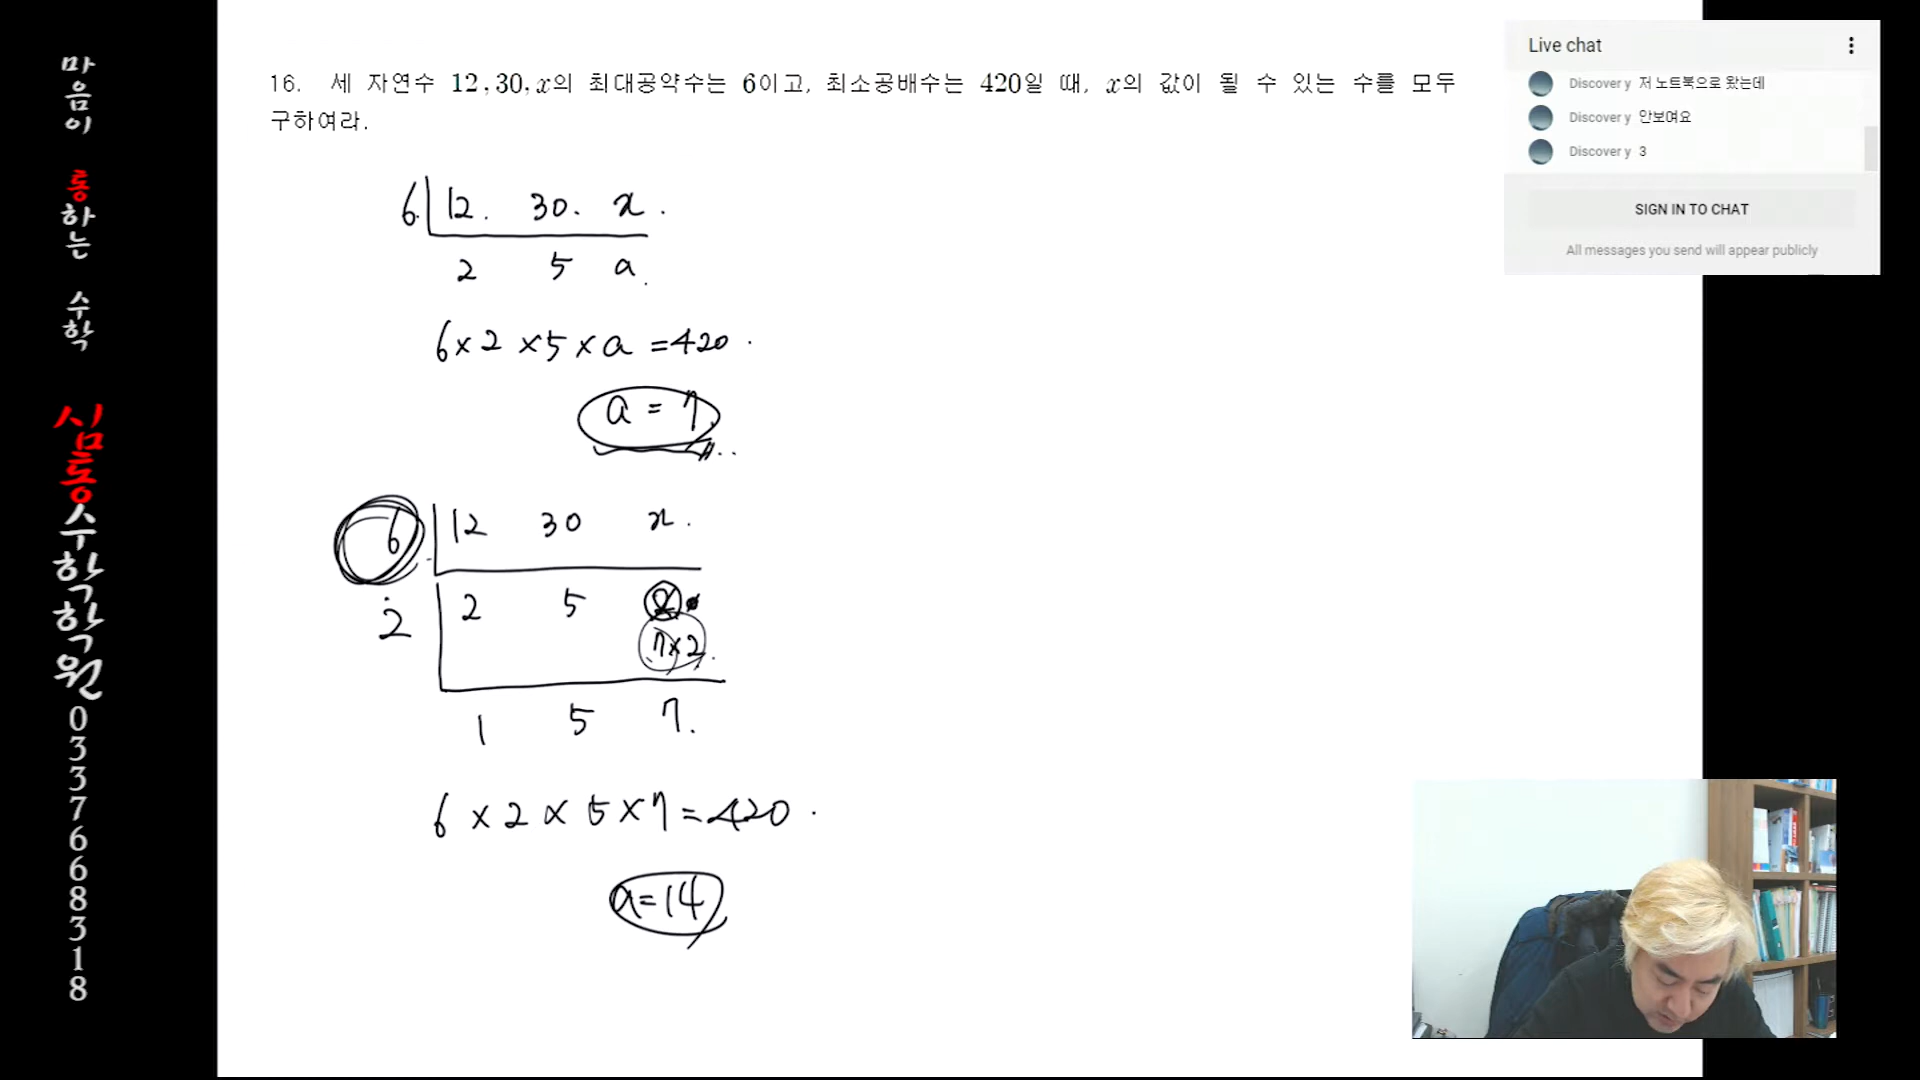 마음이 통하는 수학 심통수학학원 0337668318
16. 세 자연수 12, 30, x의 최대공약수는 6이고, 최소공배수는 420일 때, x의 값이 될 수 있는 수를 모두
구하여라.
6 12. 30. x.
2 5 a.
6×2×5×a=420.
a=7
6 12 30 x.
2 2 5
7×2.
1 5 7.
6×2×5×7=420.
a=14
Live chat
Discover y 저 노트북으로 왔는데
Discover y 안보여요
Discover y 3
SIGN IN TO CHAT
All messages you send will appear publicly